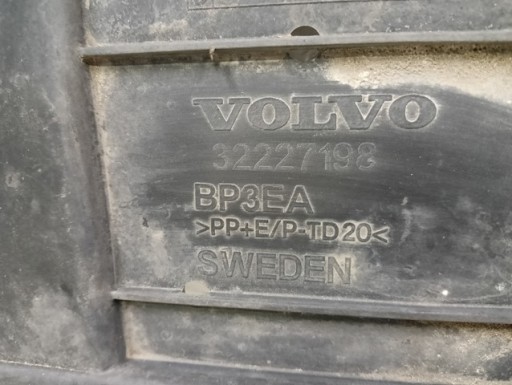 VOLVO
32227198
BP3EA
>PP+E/P-TD20<
SWEDEN